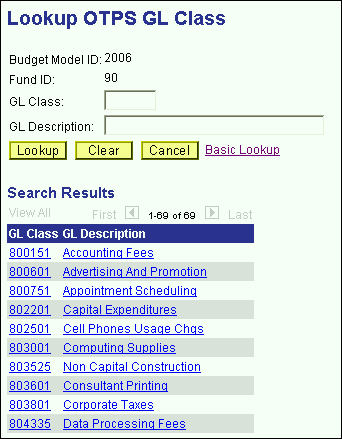 Lookup OTPS GL Class
Budget Model ID: 2006
Fund ID: 90
GL Class:
GL Description:
Lookup Clear Cancel Basic Lookup
Search Results
View All First 1-69 of 69 Last
GL Class GL Description
800151 Accounting Fees
800601 Advertising And Promotion
800751 Appointment Scheduling
802201 Capital Expenditures
802501 Cell Phones Usage Chgs
803001 Computing Supplies
803525 Non Capital Construction
803601 Consultant Printing
803801 Corporate Taxes
804335 Data Processing Fees